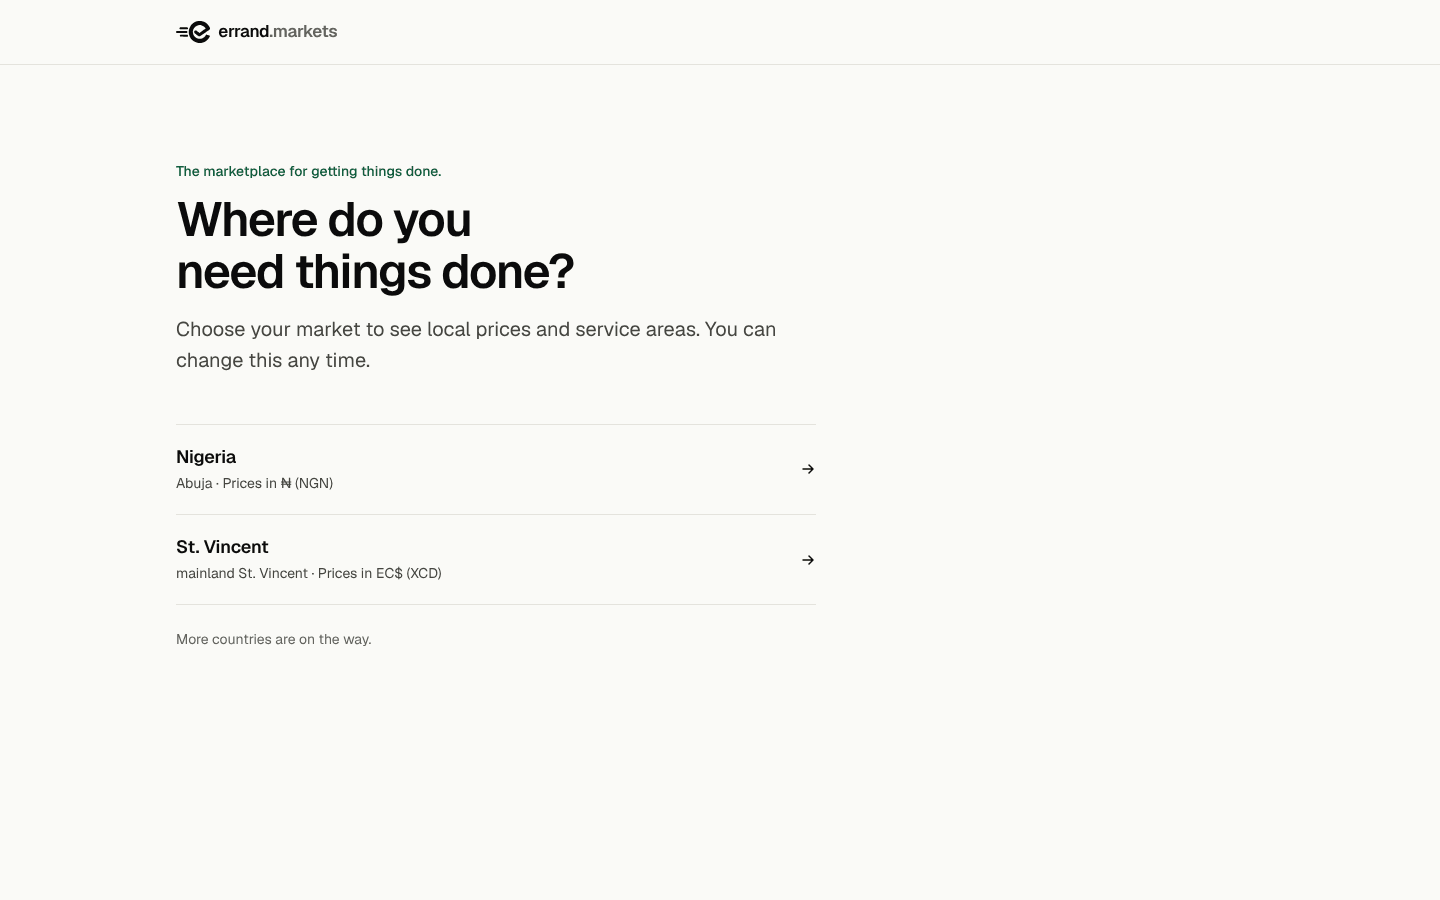 errand.markets
The marketplace for getting things done.
Where do you
need things done?
Choose your market to see local prices and service areas. You can
change this any time.
Nigeria
Abuja · Prices in ₦ (NGN)
St. Vincent
mainland St. Vincent · Prices in EC$ (XCD)
More countries are on the way.